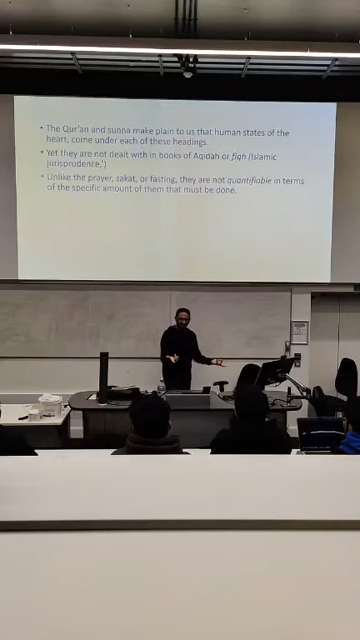 • The Qur'an and sunna make plain to us that human states of the
heart, come under each of these headings.
• Yet they are not dealt with in books of Aqidah or fiqh (Islamic
jurisprudence,')
• Unlike the prayer, zakat, or fasting, they are not quantifiable in terms
of the specific amount of them that must be done.